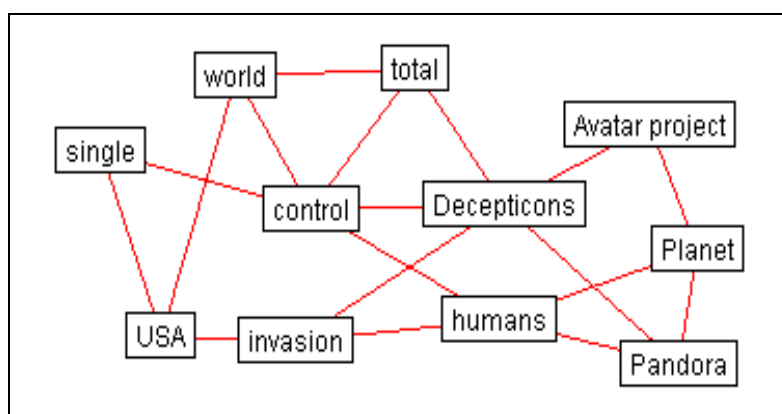 world
total
Avatar project
single
control
Decepticons
Planet
USA
invasion
humans
Pandora